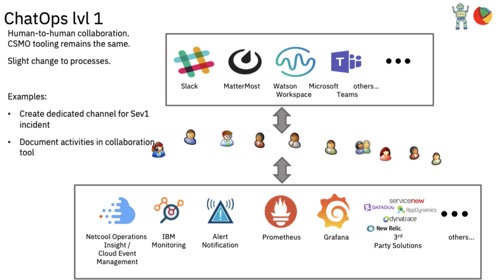 ChatOps lvl 1
Human-to-human collaboration.
CSMO tooling remains the same.
Slight change to processes.
Examples:
• Create dedicated channel for Sev1
incident
• Document activities in collaboration
tool
Slack
MatterMost
Watson
Workspace
Microsoft
Teams
others...
Netcool Operations
Insight /
Cloud Event
Management
IBM
Monitoring
Alert
Notification
Prometheus
Grafana
servicenow
DATADOG
AppDynamics
dynatrace
New Relic.
3rd
Party Solutions
others...